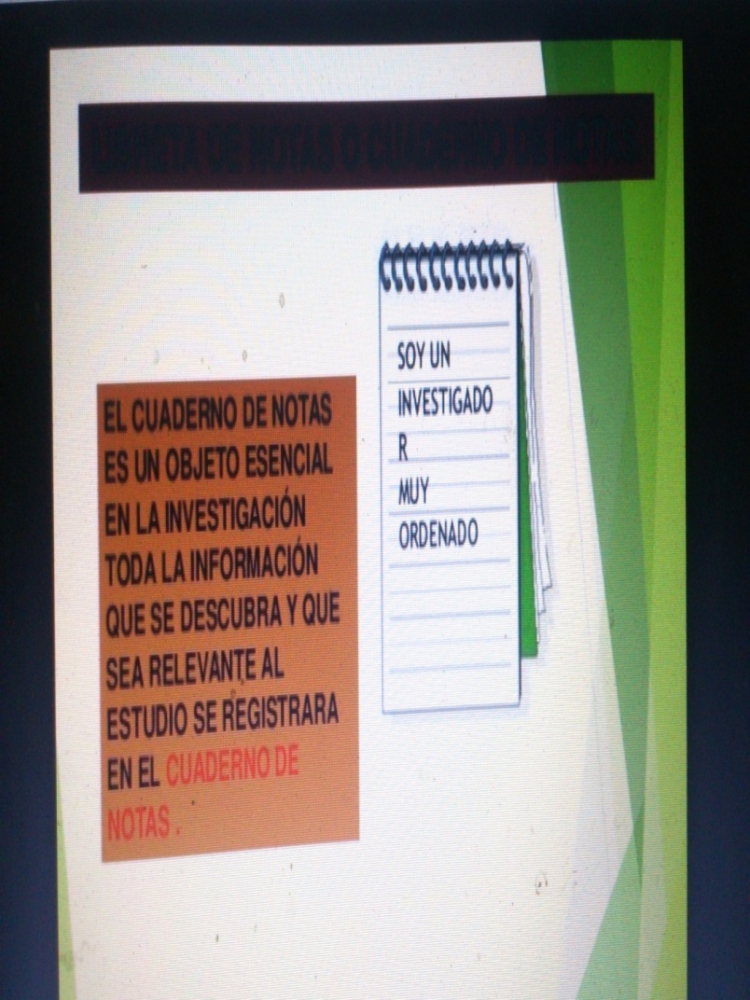 LIBRETA DE NOTAS O CUADERNO DE NOTAS
EL CUADERNO DE NOTAS
ES UN OBJETO ESENCIAL
EN LA INVESTIGACIÓN
TODA LA INFORMACIÓN
QUE SE DESCUBRA Y QUE
SEA RELEVANTE AL
ESTUDIO SE REGISTRARA
EN EL CUADERNO DE
NOTAS .
SOY UN
INVESTIGADO
R
MUY
ORDENADO